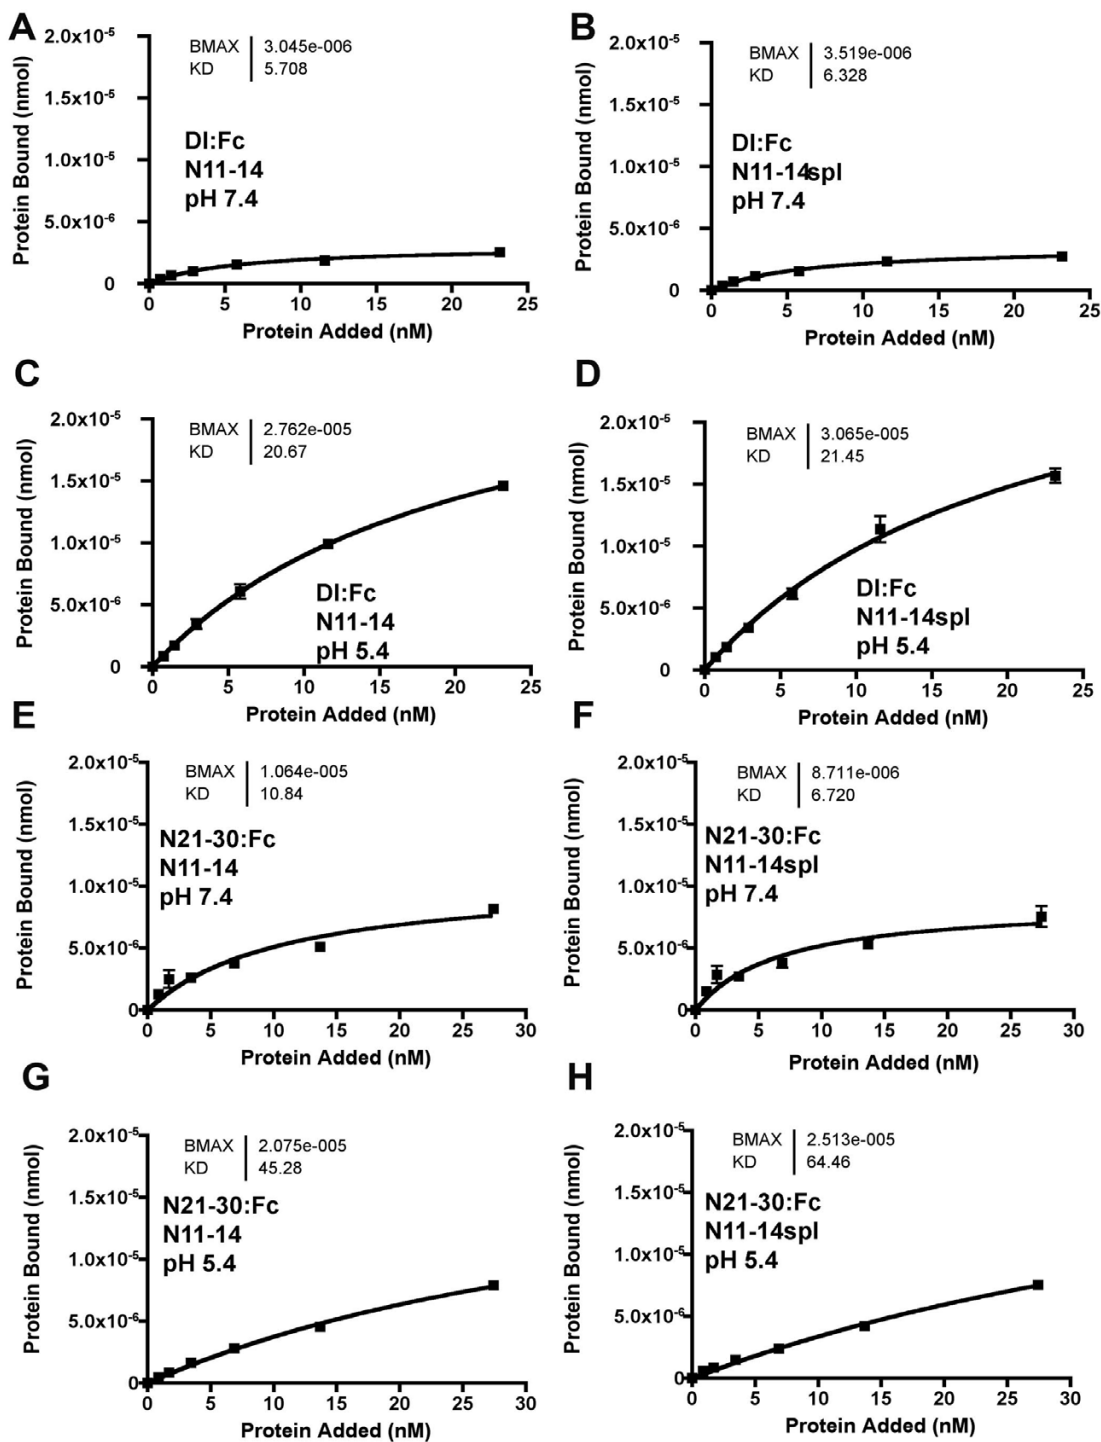 A
Protein Bound (nmol)
2.0x10⁻⁵
1.5x10⁻⁵
1.0x10⁻⁵
5.0x10⁻⁶
0
BMAX 3.045e-006
KD 5.708
DI:Fc
N11-14
pH 7.4
0 5 10 15 20 25
Protein Added (nM)
B
Protein Bound (nmol)
2.0x10⁻⁵
1.5x10⁻⁵
1.0x10⁻⁵
5.0x10⁻⁶
0
BMAX 3.519e-006
KD 6.328
DI:Fc
N11-14spl
pH 7.4
0 5 10 15 20 25
Protein Added (nM)
C
Protein Bound (nmol)
2.0x10⁻⁵
1.5x10⁻⁵
1.0x10⁻⁵
5.0x10⁻⁶
0
BMAX 2.762e-005
KD 20.67
DI:Fc
N11-14
pH 5.4
0 5 10 15 20 25
Protein Added (nM)
D
Protein Bound (nmol)
2.0x10⁻⁵
1.5x10⁻⁵
1.0x10⁻⁵
5.0x10⁻⁶
0
BMAX 3.065e-005
KD 21.45
DI:Fc
N11-14spl
pH 5.4
0 5 10 15 20 25
Protein Added (nM)
E
Protein Bound (nmol)
2.0x10⁻⁵
1.5x10⁻⁵
1.0x10⁻⁵
5.0x10⁻⁶
0
BMAX 1.064e-005
KD 10.84
N21-30:Fc
N11-14
pH 7.4
0 5 10 15 20 25 30
Protein Added (nM)
F
Protein Bound (nmol)
2.0x10⁻⁵
1.5x10⁻⁵
1.0x10⁻⁵
5.0x10⁻⁶
0
BMAX 8.711e-006
KD 6.720
N21-30:Fc
N11-14spl
pH 7.4
0 5 10 15 20 25 30
Protein Added (nM)
G
Protein Bound (nmol)
2.0x10⁻⁵
1.5x10⁻⁵
1.0x10⁻⁵
5.0x10⁻⁶
0
BMAX 2.075e-005
KD 45.28
N21-30:Fc
N11-14
pH 5.4
0 5 10 15 20 25 30
Protein Added (nM)
H
Protein Bound (nmol)
2.0x10⁻⁵
1.5x10⁻⁵
1.0x10⁻⁵
5.0x10⁻⁶
0
BMAX 2.513e-005
KD 64.46
N21-30:Fc
N11-14spl
pH 5.4
0 5 10 15 20 25 30
Protein Added (nM)